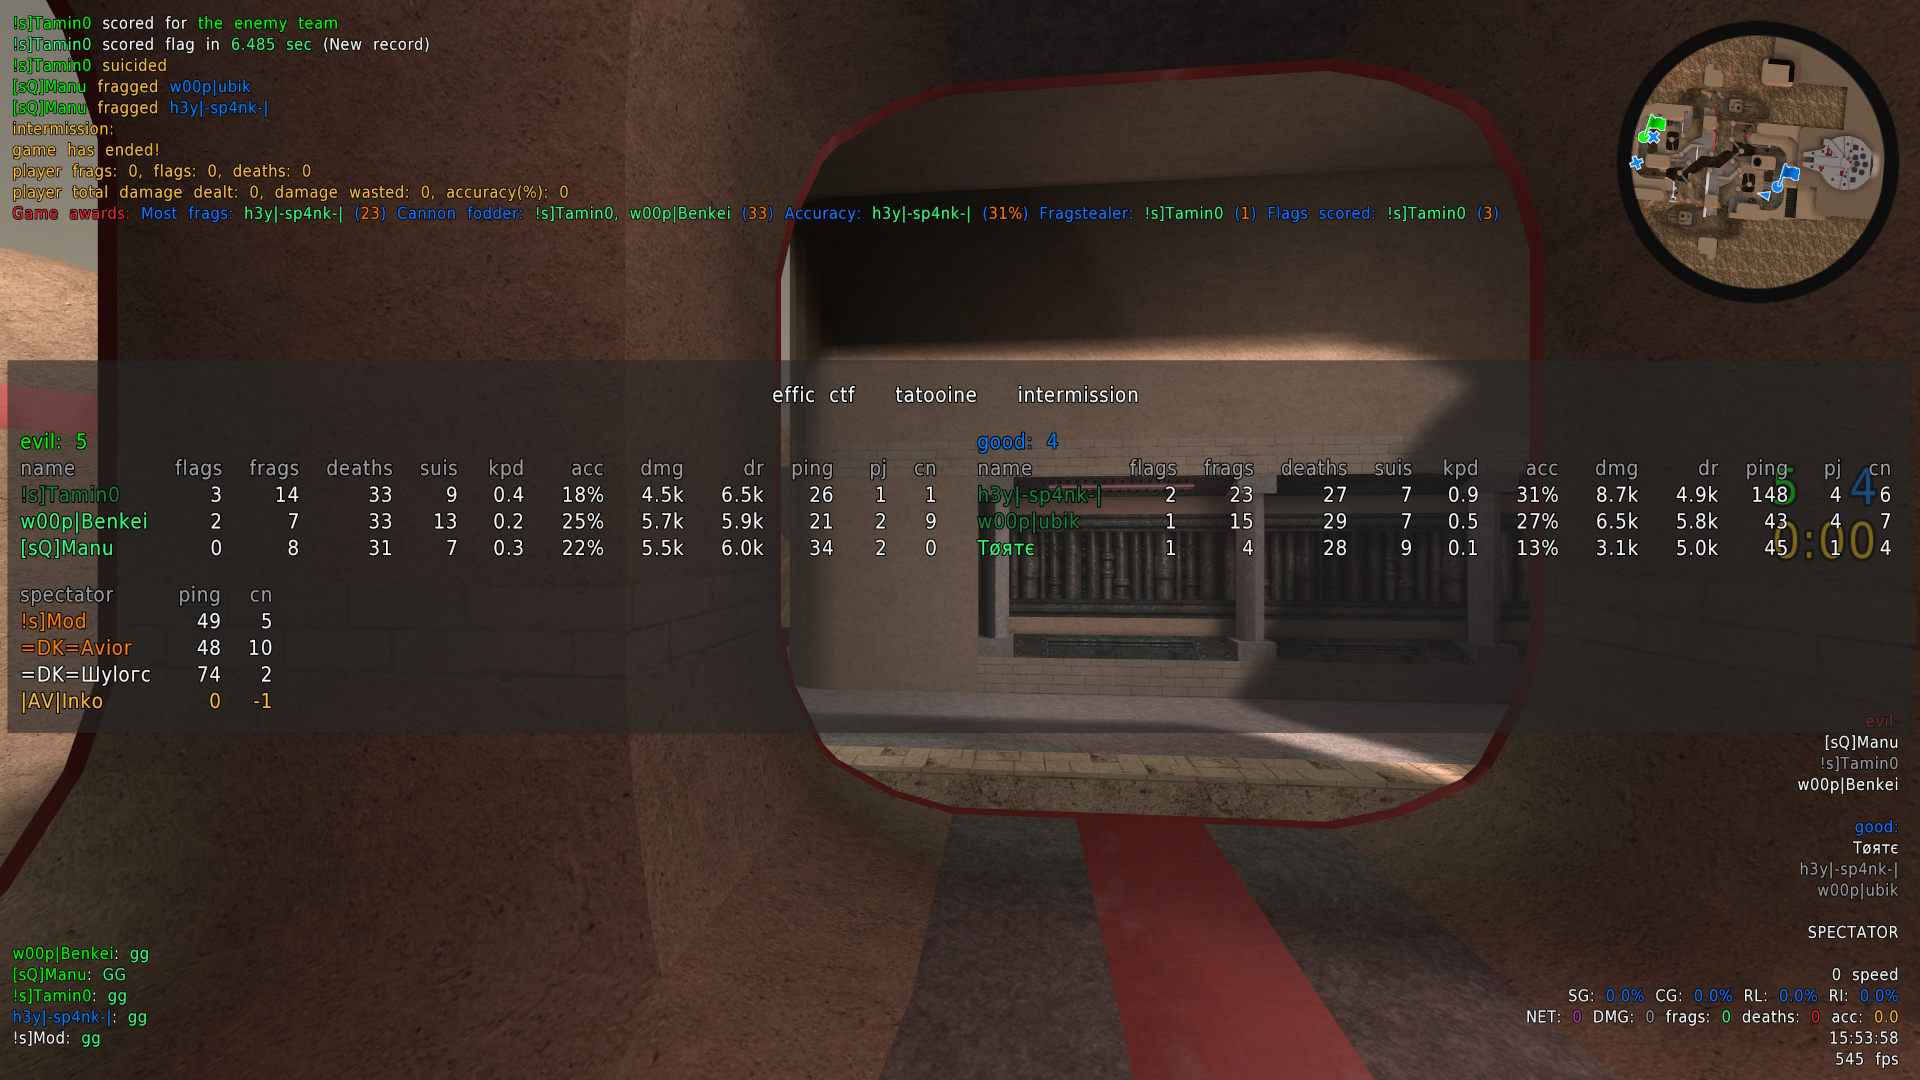 !s]Tamin0 scored for the enemy team
!s]Tamin0 scored flag in 6.485 sec (New record)
!s]Tamin0 suicided
[sQ]Manu fragged w00p|ubik
[sQ]Manu fragged h3y|-sp4nk-|
intermission:
game has ended!
player frags: 0, flags: 0, deaths: 0
player total damage dealt: 0, damage wasted: 0, accuracy(%): 0
Game awards: Most frags: h3y|-sp4nk-| (23) Cannon fodder: !s]Tamin0, w00p|Benkei (33) Accuracy: h3y|-sp4nk-| (31%) Fragstealer: !s]Tamin0 (1) Flags scored: !s]Tamin0 (3)
effic ctf tatooine intermission
evil: 5
name flags frags deaths suis kpd acc dmg dr ping pj cn
!s]Tamin0 3 14 33 9 0.4 18% 4.5k 6.5k 26 1 1
w00p|Benkei 2 7 33 13 0.2 25% 5.7k 5.9k 21 2 9
[sQ]Manu 0 8 31 7 0.3 22% 5.5k 6.0k 34 2 0
good: 4
name flags frags deaths suis kpd acc dmg dr ping pj cn
h3y|-sp4nk-| 2 23 27 7 0.9 31% 8.7k 4.9k 148 4 6
w00p|ubik 1 15 29 7 0.5 27% 6.5k 5.8k 43 4 7
Tøятє 1 4 28 9 0.1 13% 3.1k 5.0k 45 1 4
5 4
0:00
spectator ping cn
!s]Mod 49 5
=DK=Avior 48 10
=DK=Шylorc 74 2
|AV|Inko 0 -1
evil:
[sQ]Manu
!s]Tamin0
w00p|Benkei
good:
Tøятє
h3y|-sp4nk-|
w00p|ubik
SPECTATOR
0 speed
SG: 0.0% CG: 0.0% RL: 0.0% RI: 0.0%
NET: 0 DMG: 0 frags: 0 deaths: 0 acc: 0.0
15:53:58
545 fps
w00p|Benkei: gg
[sQ]Manu: GG
!s]Tamin0: gg
h3y|-sp4nk-|: gg
!s]Mod: gg